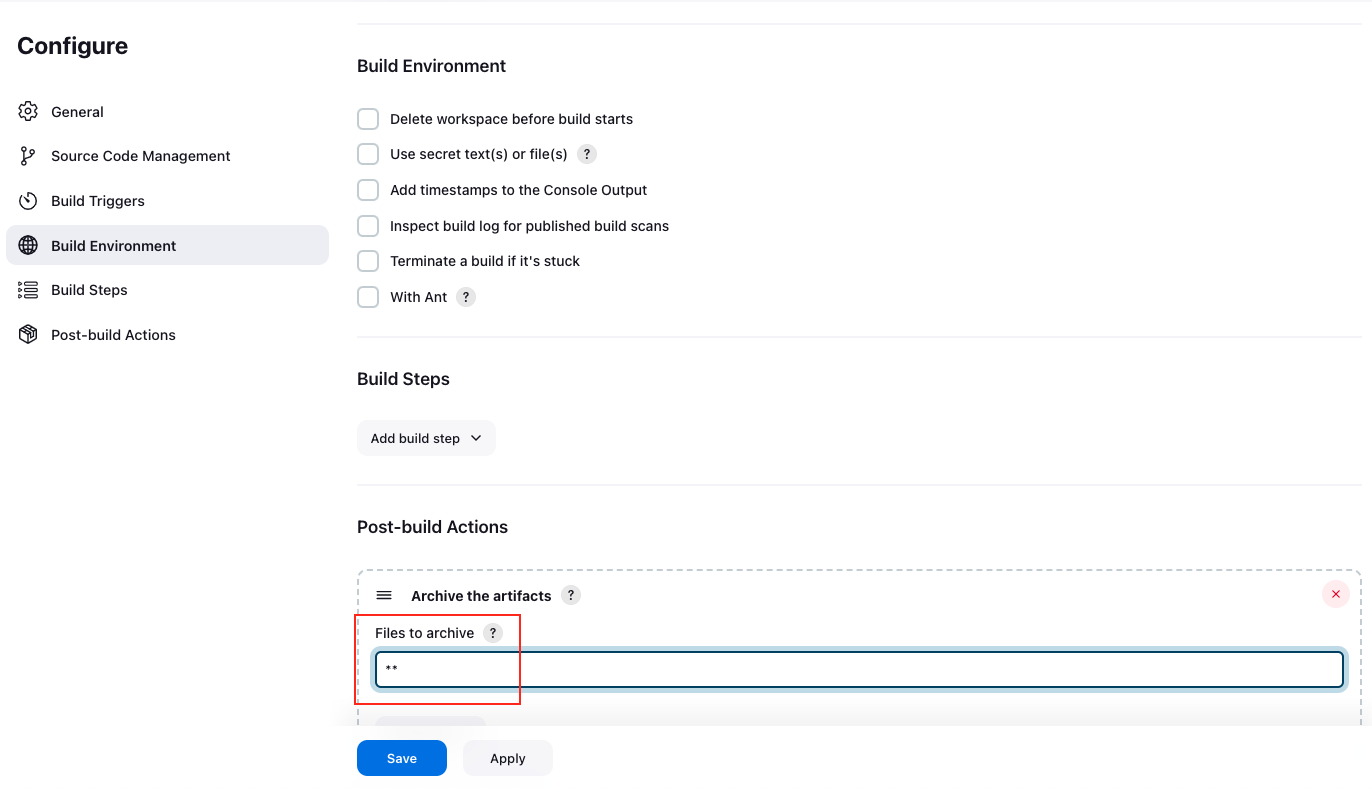 Configure
General
Source Code Management
Build Triggers
Build Environment
Build Steps
Post-build Actions
Build Environment
Delete workspace before build starts
Use secret text(s) or file(s) ?
Add timestamps to the Console Output
Inspect build log for published build scans
Terminate a build if it's stuck
With Ant ?
Build Steps
Add build step
Post-build Actions
Archive the artifacts ?
Files to archive ?
**
Save
Apply